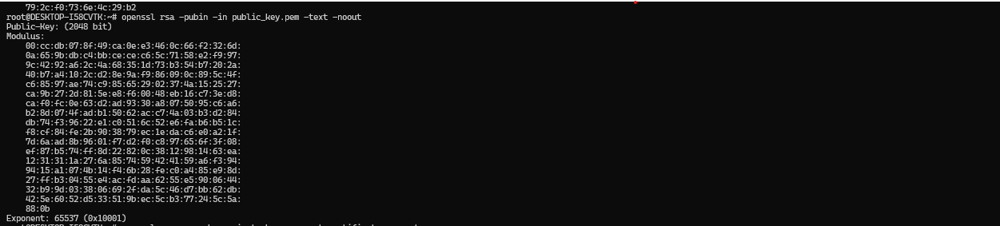 79:2c:f0:73:6e:4c:29:b2
root@DESKTOP-I58CVTK:~# openssl rsa -pubin -in public_key.pem -text -noout
Public-Key: (2048 bit)
Modulus:
00:cc:db:07:8f:49:ca:0e:e3:46:0c:66:f2:32:6d:
0a:65:9b:db:c4:bb:ce:ce:c6:5c:71:58:e2:f9:97:
9c:42:92:a6:2c:4a:68:35:1d:73:b3:54:b7:20:2a:
40:b7:a4:10:2c:d2:8e:9a:f9:86:09:0c:89:5c:4f:
c6:85:97:ae:74:c9:85:65:29:02:37:4a:15:25:27:
ca:9b:27:2d:81:5e:e8:f6:00:48:eb:16:c7:3e:d8:
ca:f0:fc:0e:63:d2:ad:93:30:a8:07:50:95:c6:a6:
b2:8d:07:4f:ad:b1:50:62:ac:c7:4a:03:b3:d2:84:
db:74:f3:96:22:e1:c0:51:6c:52:e6:fa:b6:b5:1c:
f8:cf:84:fe:2b:90:38:79:ec:1e:da:c6:e0:a2:1f:
7d:6a:ad:8b:96:01:f7:d2:f0:c8:97:65:6f:3f:08:
ef:87:b5:74:ff:8d:22:82:0c:38:12:98:14:63:ea:
12:31:31:1a:27:6a:85:74:59:42:41:59:a6:f3:94:
94:15:a1:07:4b:14:f4:6b:28:fe:c0:a4:85:e9:8d:
27:ff:b3:04:55:e4:ac:fd:aa:62:55:e5:90:06:44:
32:b9:9d:03:38:06:69:2f:da:5c:46:d7:bb:62:db:
42:5e:60:52:d5:33:51:9b:ec:5c:b3:77:24:5c:5a:
88:0b
Exponent: 65537 (0x10001)